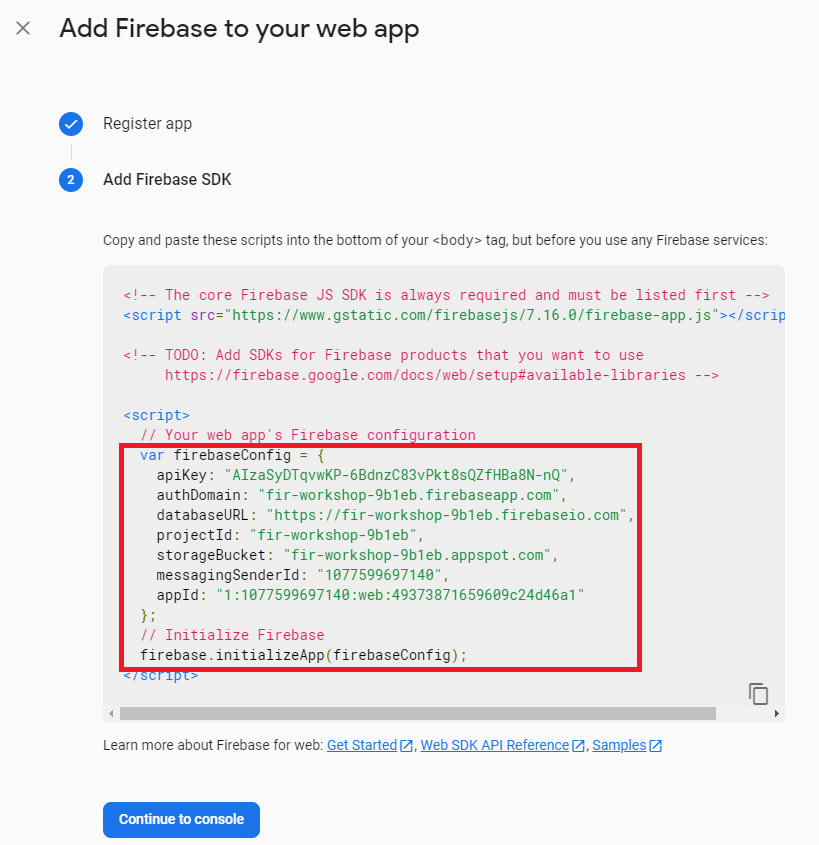 Add Firebase to your web app
Register app
2 Add Firebase SDK
Copy and paste these scripts into the bottom of your <body> tag, but before you use any Firebase services:
<!-- The core Firebase JS SDK is always required and must be listed first -->
<script src="https://www.gstatic.com/firebasejs/7.16.0/firebase-app.js"></scrip
<!-- TODO: Add SDKs for Firebase products that you want to use
https://firebase.google.com/docs/web/setup#available-libraries -->
<script>
// Your web app's Firebase configuration
var firebaseConfig = {
apiKey: "AIzaSyDTqvwKP-6BdnzC83vPkt8sQZfHBa8N-nQ",
authDomain: "fir-workshop-9b1eb.firebaseapp.com",
databaseURL: "https://fir-workshop-9b1eb.firebaseio.com",
projectId: "fir-workshop-9b1eb",
storageBucket: "fir-workshop-9b1eb.appspot.com",
messagingSenderId: "1077599697140",
appId: "1:1077599697140:web:49373871659609c24d46a1"
};
// Initialize Firebase
firebase.initializeApp(firebaseConfig);
</script>
Learn more about Firebase for web: Get Started, Web SDK API Reference, Samples
Continue to console